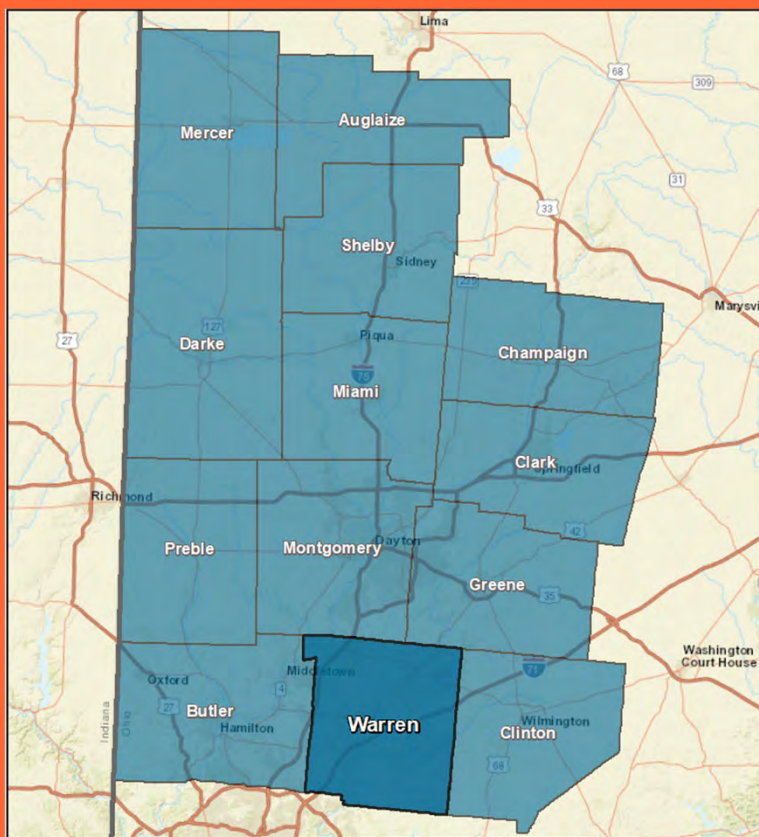 Lima
68
309
Auglaize
Mercer
31
33
Shelby
Sidney
235
Marysvi
127
Piqua
27
Darke
Champaign
75
Miami
Clark
Springfield
Richmond
42
Dayton
Preble
Montgomery
Greene
35
Washington
Court House
Middletown
71
Oxford
4
27
Butler
Indiana
Ohio
Hamilton
Warren
Wilmington
Clinton
68